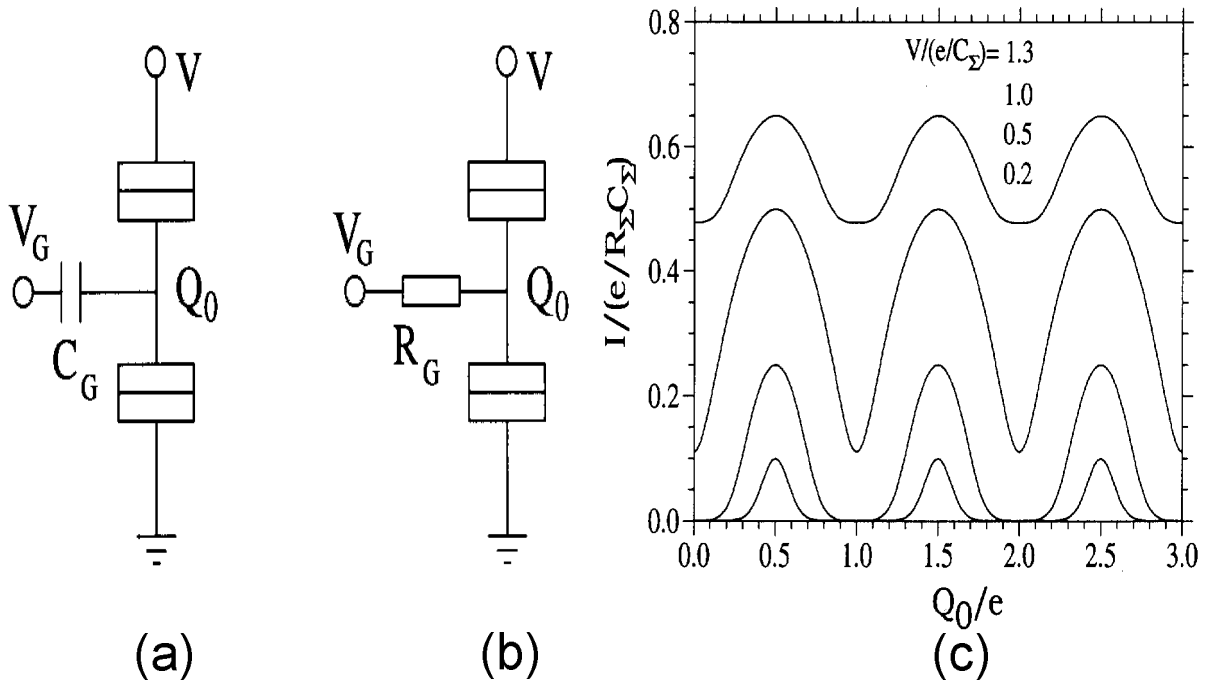 V
V_G
Q_0
C_G
(a)
V
V_G
Q_0
R_G
(b)
I/(e/R_ΣC_Σ)
0.8
0.6
0.4
0.2
0.0
V/(e/C_Σ)= 1.3
1.0
0.5
0.2
0.0 0.5 1.0 1.5 2.0 2.5 3.0
Q_0/e
(c)